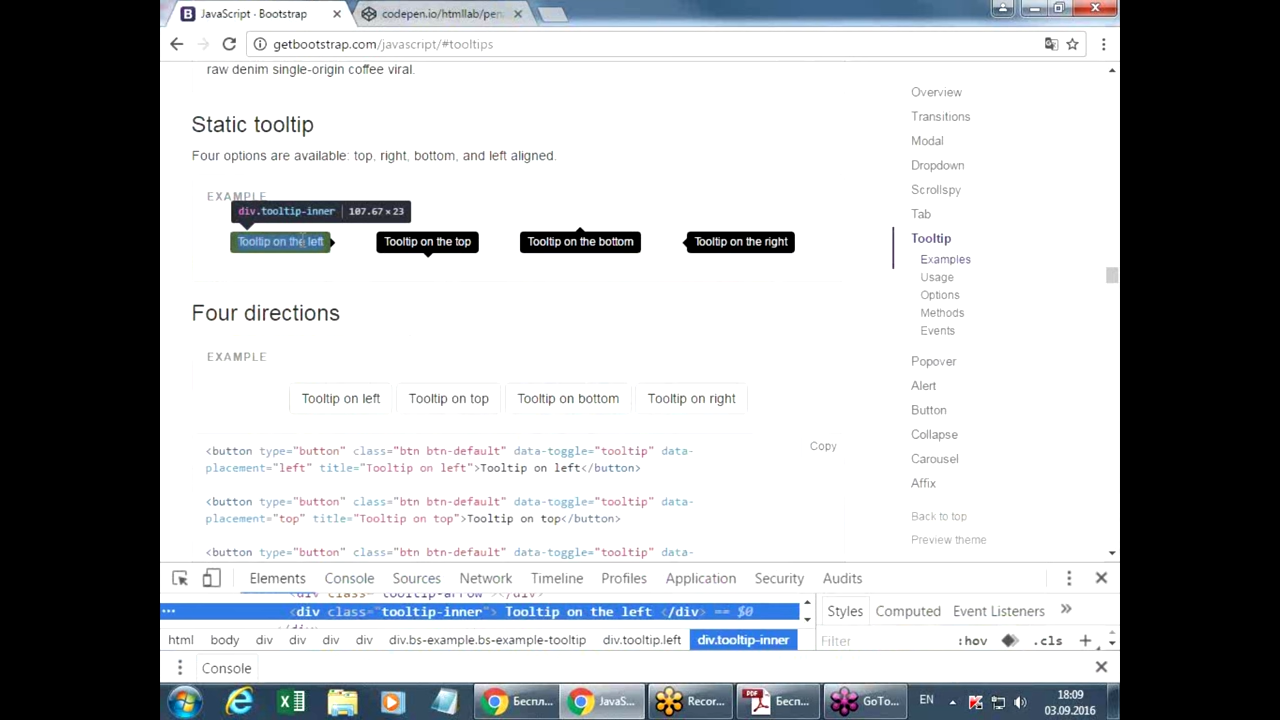 JavaScript · Bootstrap
codepen.io/htmllab/pen
getbootstrap.com/javascript/#tooltips
raw denim single-origin coffee viral.
Static tooltip
Four options are available: top, right, bottom, and left aligned.
EXAMPLE
div.tooltip-inner | 107.67×23
Tooltip on the left
Tooltip on the top
Tooltip on the bottom
Tooltip on the right
Four directions
EXAMPLE
Tooltip on left
Tooltip on top
Tooltip on bottom
Tooltip on right
Copy
<button type="button" class="btn btn-default" data-toggle="tooltip" data-
placement="left" title="Tooltip on left">Tooltip on left</button>
<button type="button" class="btn btn-default" data-toggle="tooltip" data-
placement="top" title="Tooltip on top">Tooltip on top</button>
<button type="button" class="btn btn-default" data-toggle="tooltip" data-
Overview
Transitions
Modal
Dropdown
Scrollspy
Tab
Tooltip
Examples
Usage
Options
Methods
Events
Popover
Alert
Button
Collapse
Carousel
Affix
Back to top
Preview theme
Elements Console Sources Network Timeline Profiles Application Security Audits
<div class="tooltip-arrow"></div>
<div class="tooltip-inner"> Tooltip on the left </div> == $0
</div>
html body div div div div div.bs-example.bs-example-tooltip div.tooltip.left div.tooltip-inner
Styles Computed Event Listeners »
Filter :hov .cls +
Console
Беспл...
JavaS...
Recor...
Бесп...
GoTo...
EN
18:09
03.09.2016